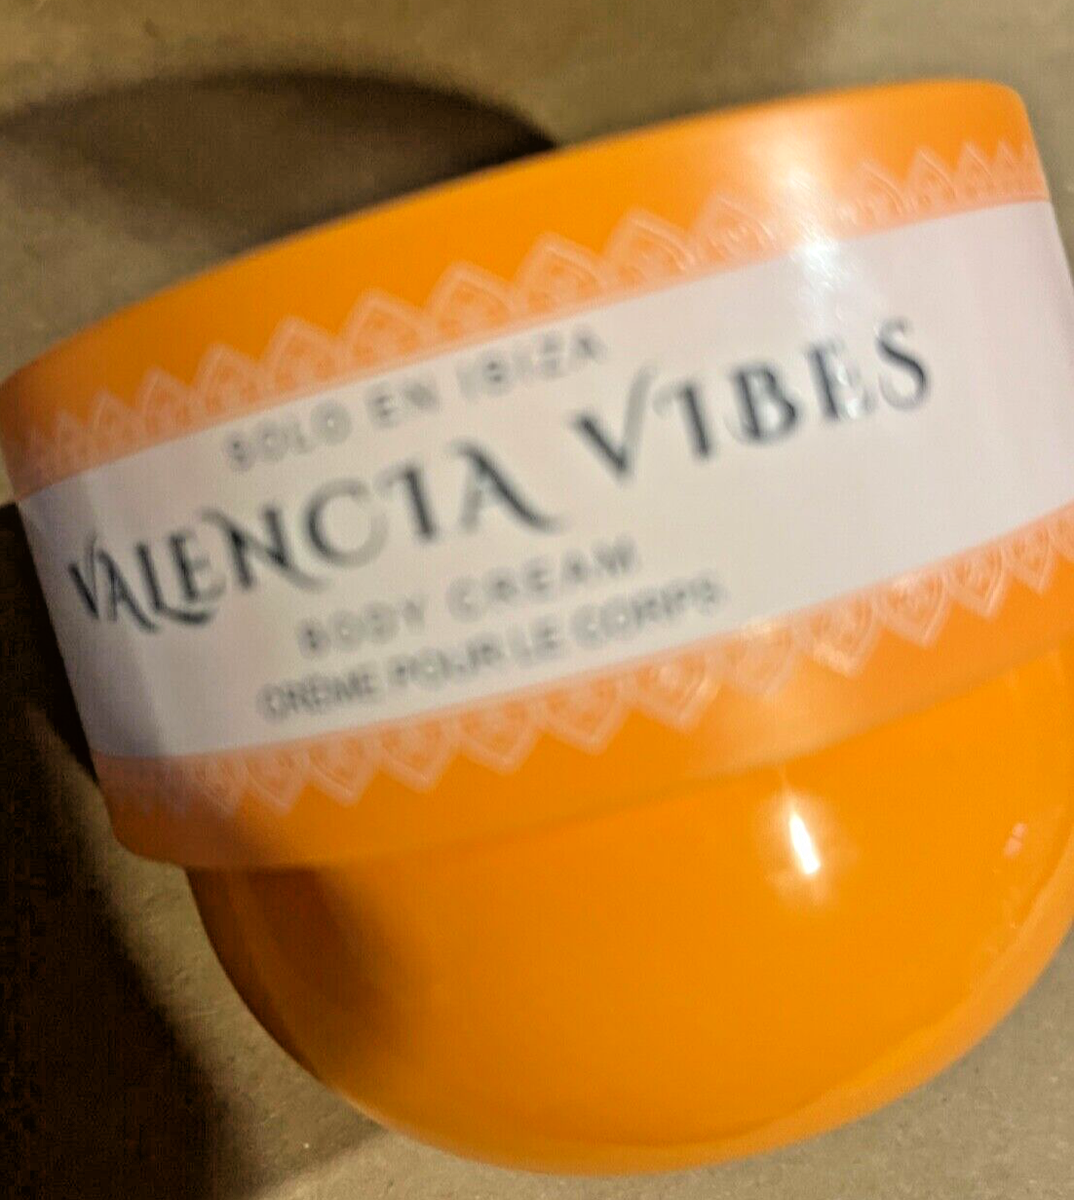 SOLO EN IBIZA
VALENCIA VIBES
BODY CREAM
CRÈME POUR LE CORPS